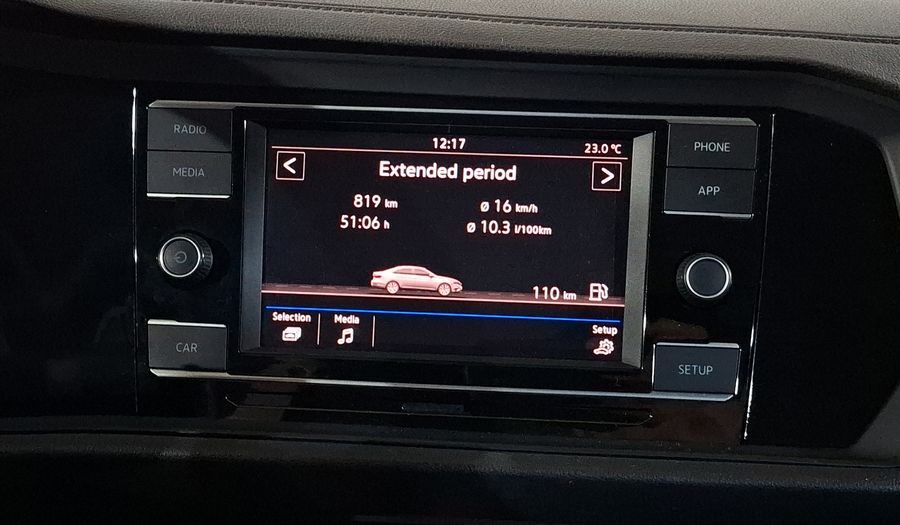 RADIO
MEDIA
CAR
12:17
23.0 °C
<
Extended period
>
819 km
ø 16 km/h
51:06 h
ø 10.3 l/100km
110 km
Selection
Media
Setup
PHONE
APP
SETUP